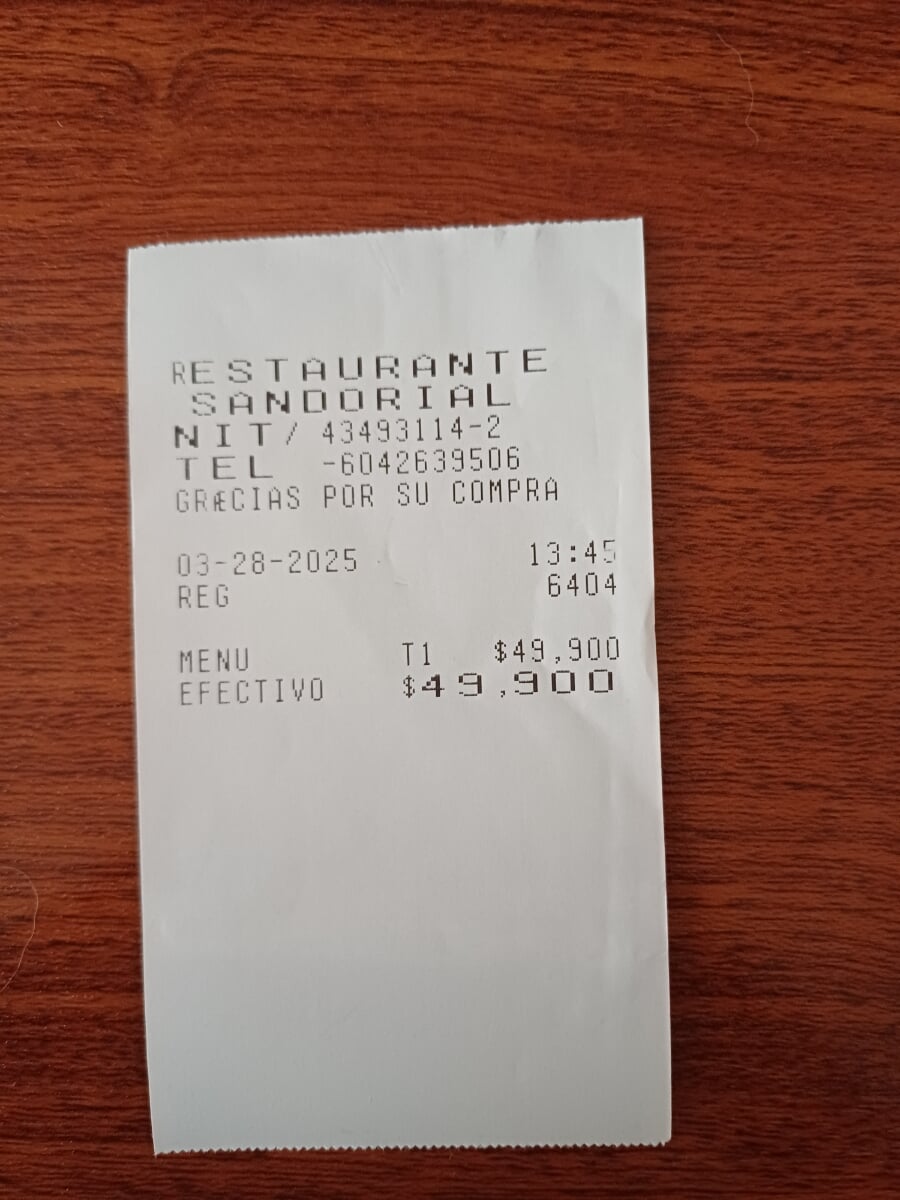 RESTAURANTE
SANDORIAL
NIT/ 43493114-2
TEL -6042639506
GRACIAS POR SU COMPRA
03-28-2025 13:45
REG 6404
MENU T1 $49,900
EFECTIVO $49,900